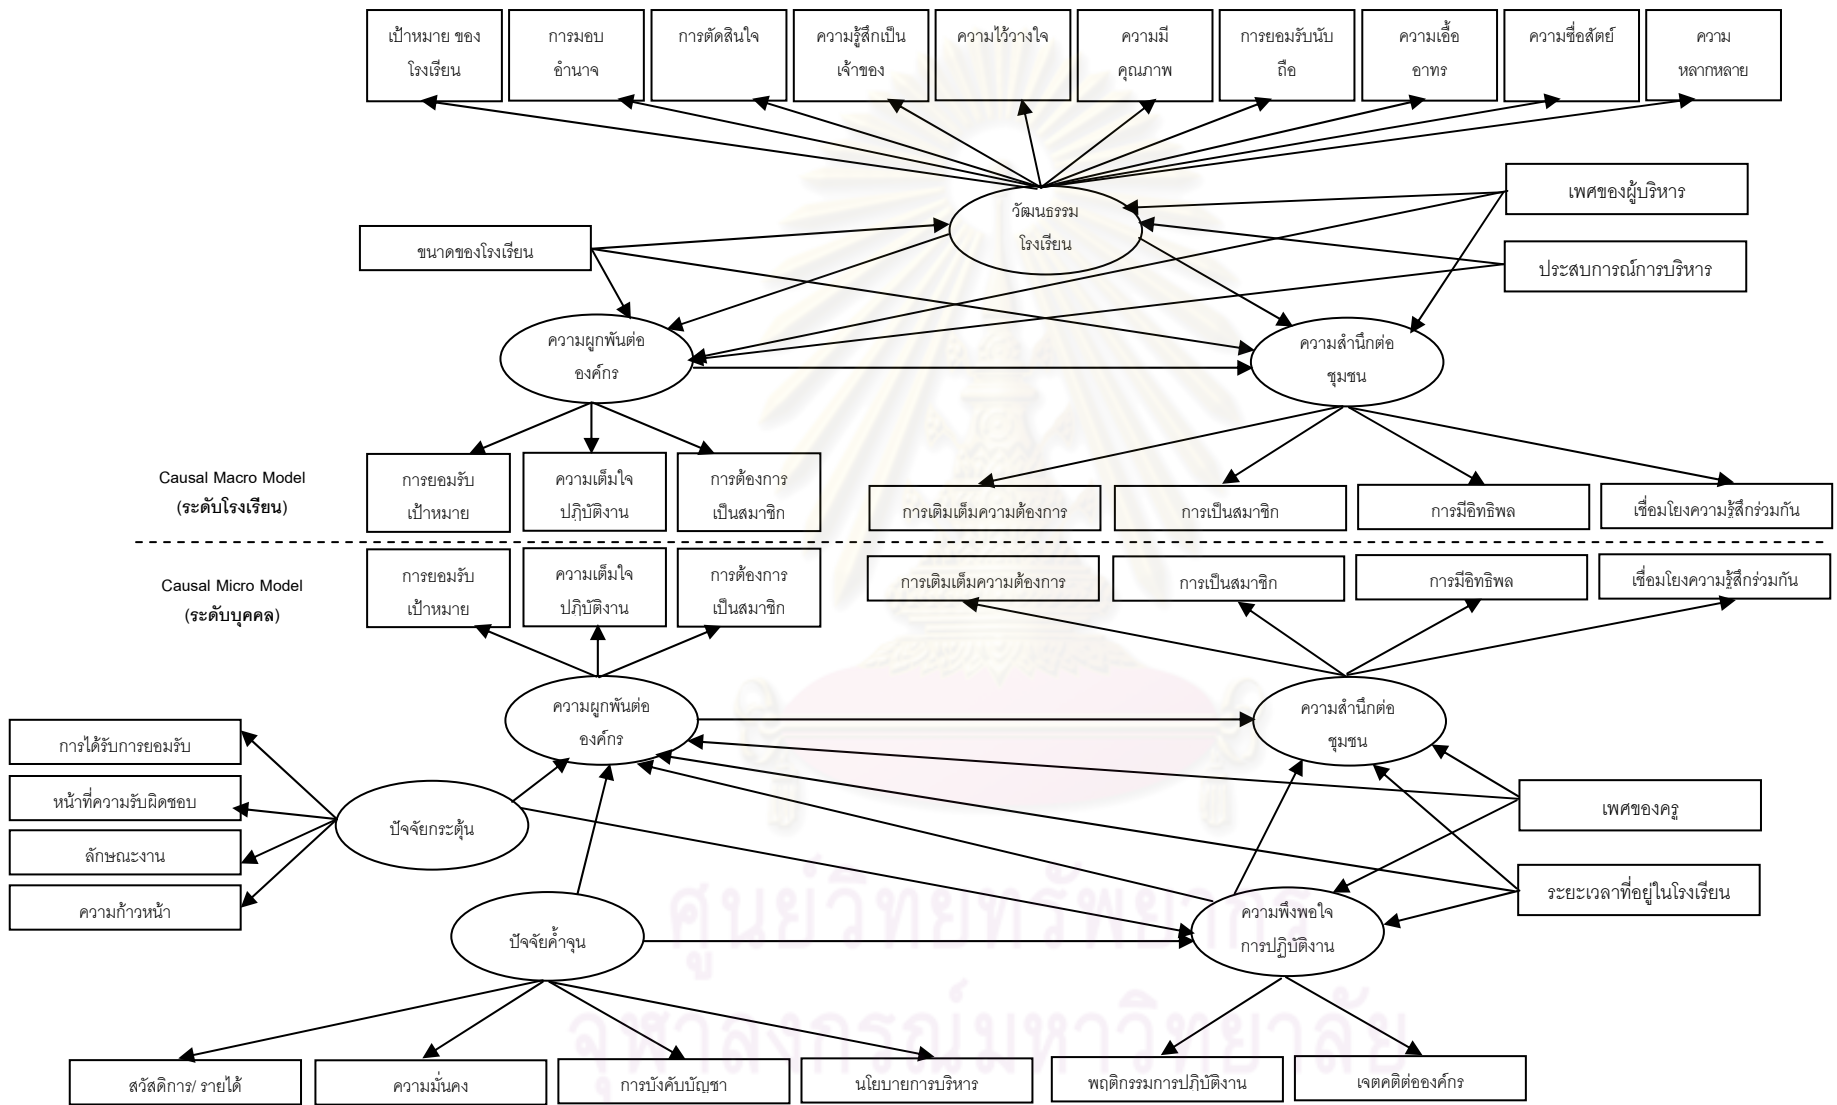 เป้าหมาย ของ
โรงเรียน
การมอบ
อำนาจ
การตัดสินใจ
ความรู้สึกเป็น
เจ้าของ
ความไว้วางใจ
ความมี
คุณภาพ
การยอมรับนับ
ถือ
ความเอื้อ
อาทร
ความซื่อสัตย์
ความ
หลากหลาย
เพศของผู้บริหาร
วัฒนธรรม
โรงเรียน
ขนาดของโรงเรียน
ประสบการณ์การบริหาร
ความผูกพันต่อ
องค์กร
ความสำนึกต่อ
ชุมชน
Causal Macro Model
(ระดับโรงเรียน)
การยอมรับ
เป้าหมาย
ความเต็มใจ
ปฏิบัติงาน
การต้องการ
เป็นสมาชิก
การเติมเต็มความต้องการ
การเป็นสมาชิก
การมีอิทธิพล
เชื่อมโยงความรู้สึกร่วมกัน
Causal Micro Model
(ระดับบุคคล)
การยอมรับ
เป้าหมาย
ความเต็มใจ
ปฏิบัติงาน
การต้องการ
เป็นสมาชิก
การเติมเต็มความต้องการ
การเป็นสมาชิก
การมีอิทธิพล
เชื่อมโยงความรู้สึกร่วมกัน
ความผูกพันต่อ
องค์กร
ความสำนึกต่อ
ชุมชน
การได้รับการยอมรับ
หน้าที่ความรับผิดชอบ
ลักษณะงาน
ความก้าวหน้า
ปัจจัยกระตุ้น
เพศของครู
ระยะเวลาที่อยู่ในโรงเรียน
ปัจจัยค้ำจุน
ความพึงพอใจ
การปฏิบัติงาน
ศูนย์วิทยทรัพยากร
จุฬาลงกรณ์มหาวิทยาลัย
สวัสดิการ/ รายได้
ความมั่นคง
การบังคับบัญชา
นโยบายการบริหาร
พฤติกรรมการปฏิบัติงาน
เจตคติต่อองค์กร